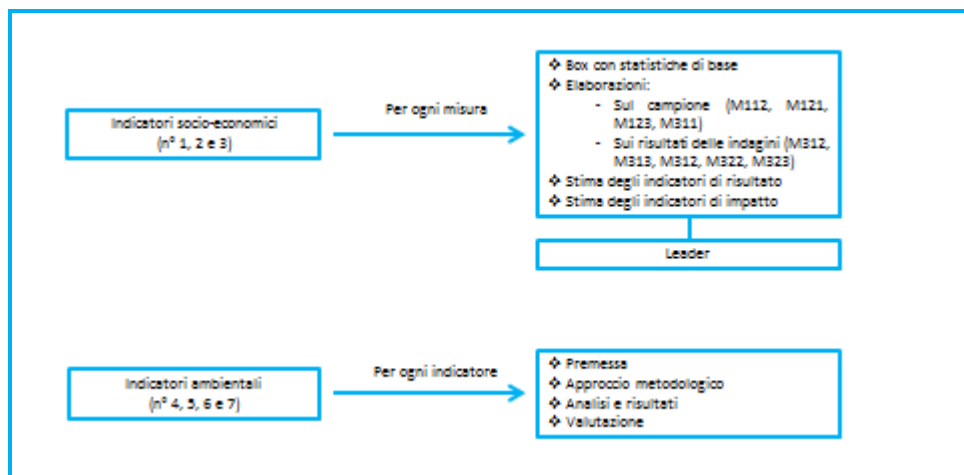 Indicatori socio-economici
(n° 1, 2 e 3)
Per ogni misura
❖ Box con statistiche di base
❖ Elaborazioni:
- Sul campione (M112, M121,
M123, M311)
- Sui risultati delle indagini (M312,
M313, M312, M322, M323)
❖ Stima degli indicatori di risultato
❖ Stima degli indicatori di impatto
Leader
Indicatori ambientali
(n° 4, 5, 6 e 7)
Per ogni indicatore
❖ Premessa
❖ Approccio metodologico
❖ Analisi e risultati
❖ Valutazione